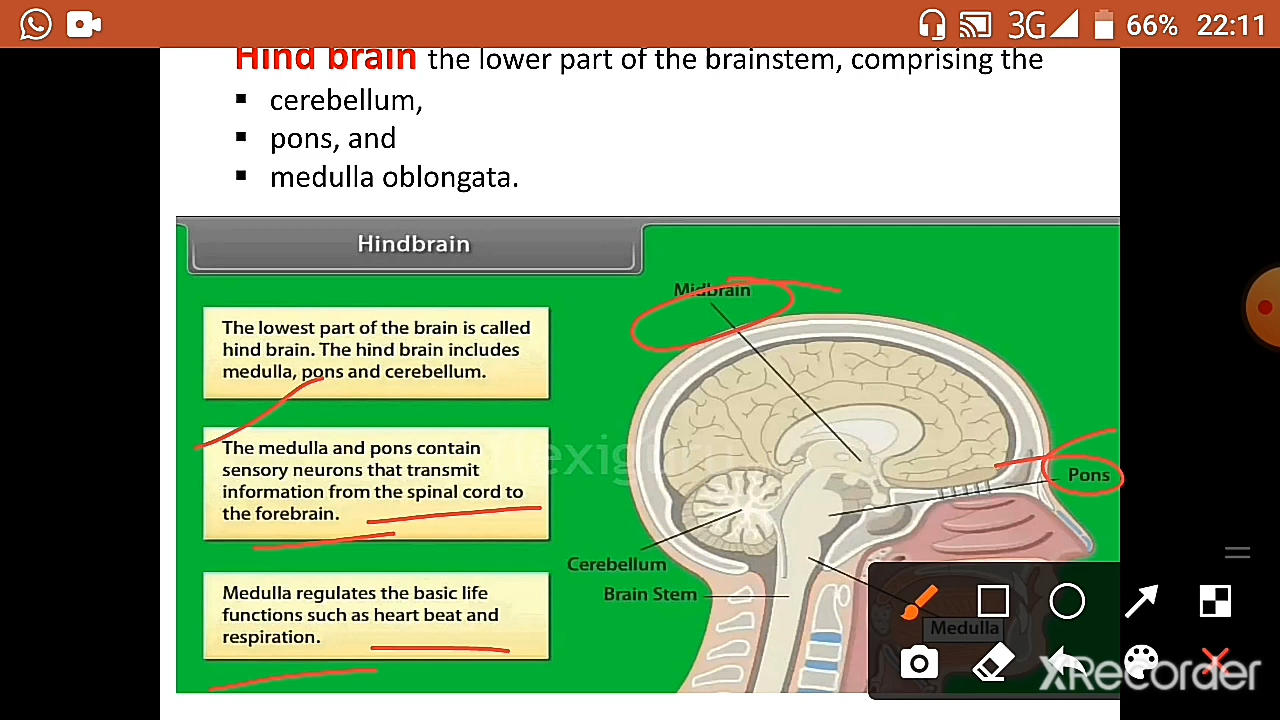 3G 66% 22:11
Hind brain the lower part of the brainstem, comprising the
▪ cerebellum,
▪ pons, and
▪ medulla oblongata.
Hindbrain
The lowest part of the brain is called
hind brain. The hind brain includes
medulla, pons and cerebellum.
The medulla and pons contain
sensory neurons that transmit
information from the spinal cord to
the forebrain.
Medulla regulates the basic life
functions such as heart beat and
respiration.
Midbrain
Pons
Cerebellum
Brain Stem
Medulla
XRecorder